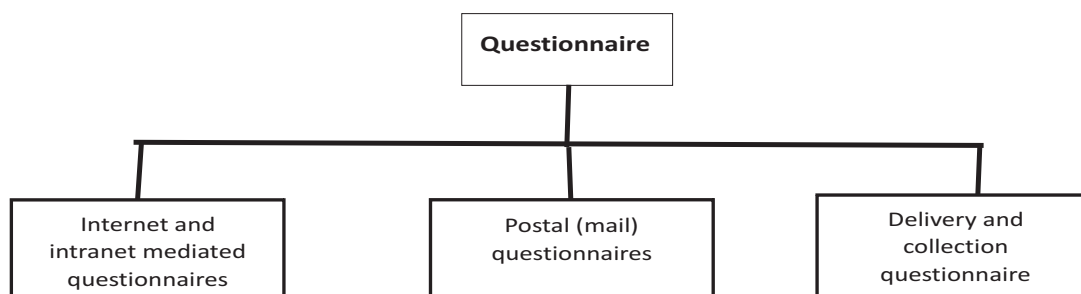 Questionnaire
Internet and
intranet mediated
questionnaires
Postal (mail)
questionnaires
Delivery and
collection
questionnaire